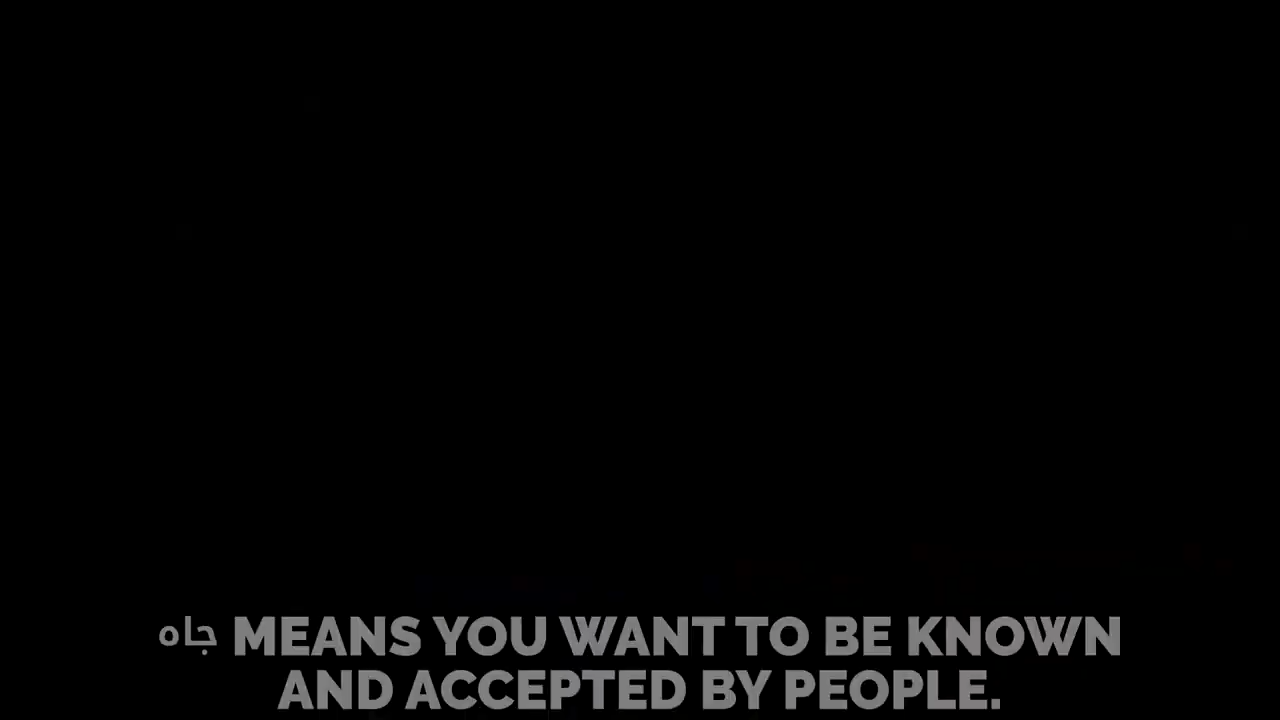 جاه MEANS YOU WANT TO BE KNOWN
AND ACCEPTED BY PEOPLE.